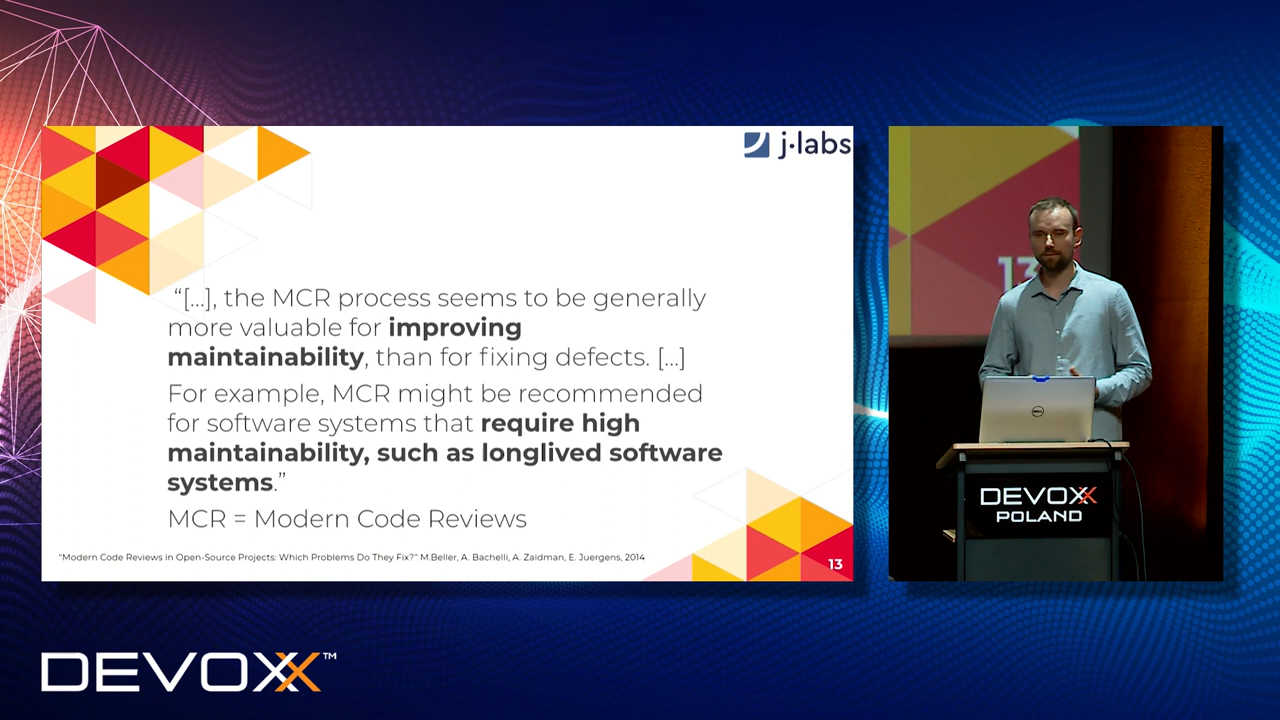 j·labs
“[...], the MCR process seems to be generally
more valuable for improving
maintainability, than for fixing defects. [...]
For example, MCR might be recommended
for software systems that require high
maintainability, such as longlived software
systems.”
MCR = Modern Code Reviews
“Modern Code Reviews in Open-Source Projects: Which Problems Do They Fix?” M.Beller, A. Bachelli, A. Zaidman, E. Juergens, 2014
13
13
DELL
DEVOXX
POLAND
DEVOXX™